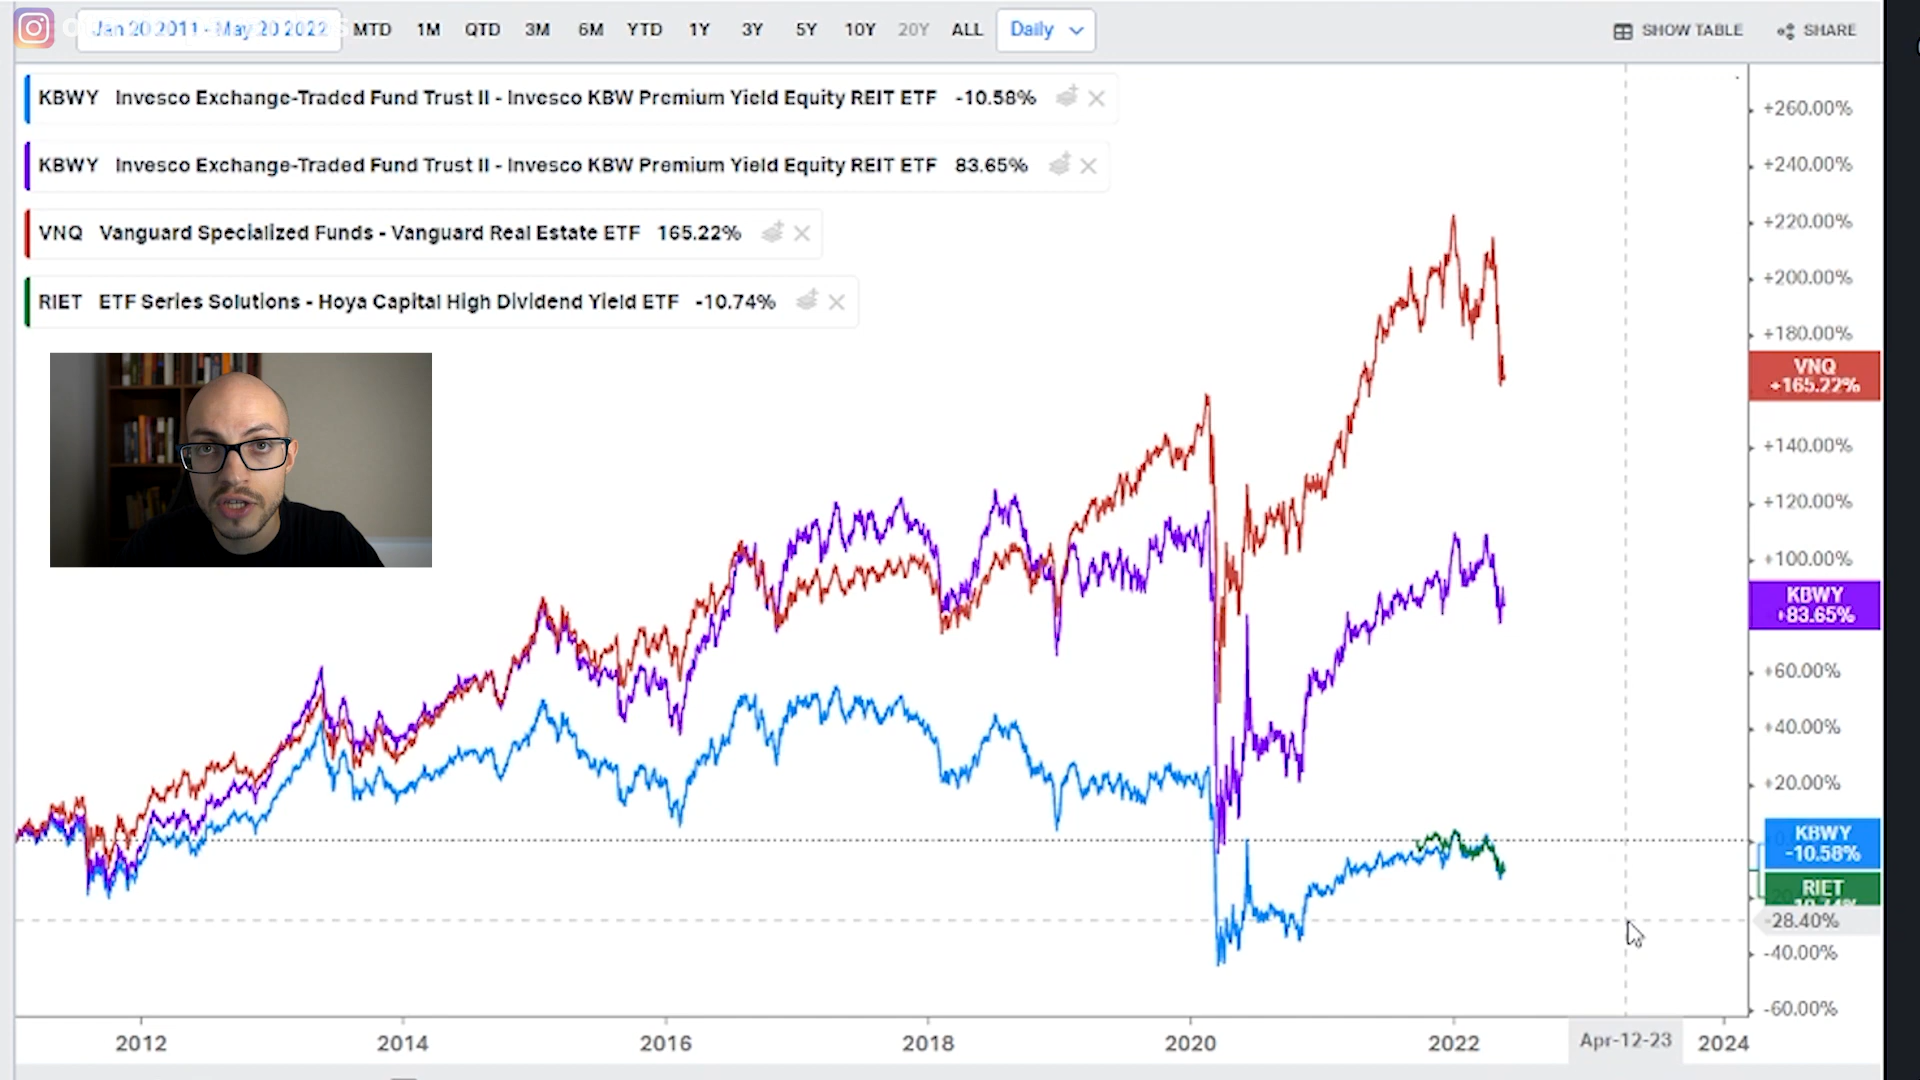 Jan 20 2011 - May 20 2022 MTD 1M QTD 3M 6M YTD 1Y 3Y 5Y 10Y 20Y ALL Daily SHOW TABLE SHARE
KBWY Invesco Exchange-Traded Fund Trust II - Invesco KBW Premium Yield Equity REIT ETF -10.58%
KBWY Invesco Exchange-Traded Fund Trust II - Invesco KBW Premium Yield Equity REIT ETF 83.65%
VNQ Vanguard Specialized Funds - Vanguard Real Estate ETF 165.22%
RIET ETF Series Solutions - Hoya Capital High Dividend Yield ETF -10.74%
+260.00%
+240.00%
+220.00%
+200.00%
+180.00%
VNQ
+165.22%
+140.00%
+120.00%
+100.00%
KBWY
+83.65%
+60.00%
+40.00%
+20.00%
KBWY
-10.58%
RIET
-28.40%
-40.00%
-60.00%
2012 2014 2016 2018 2020 2022 Apr-12-23 2024